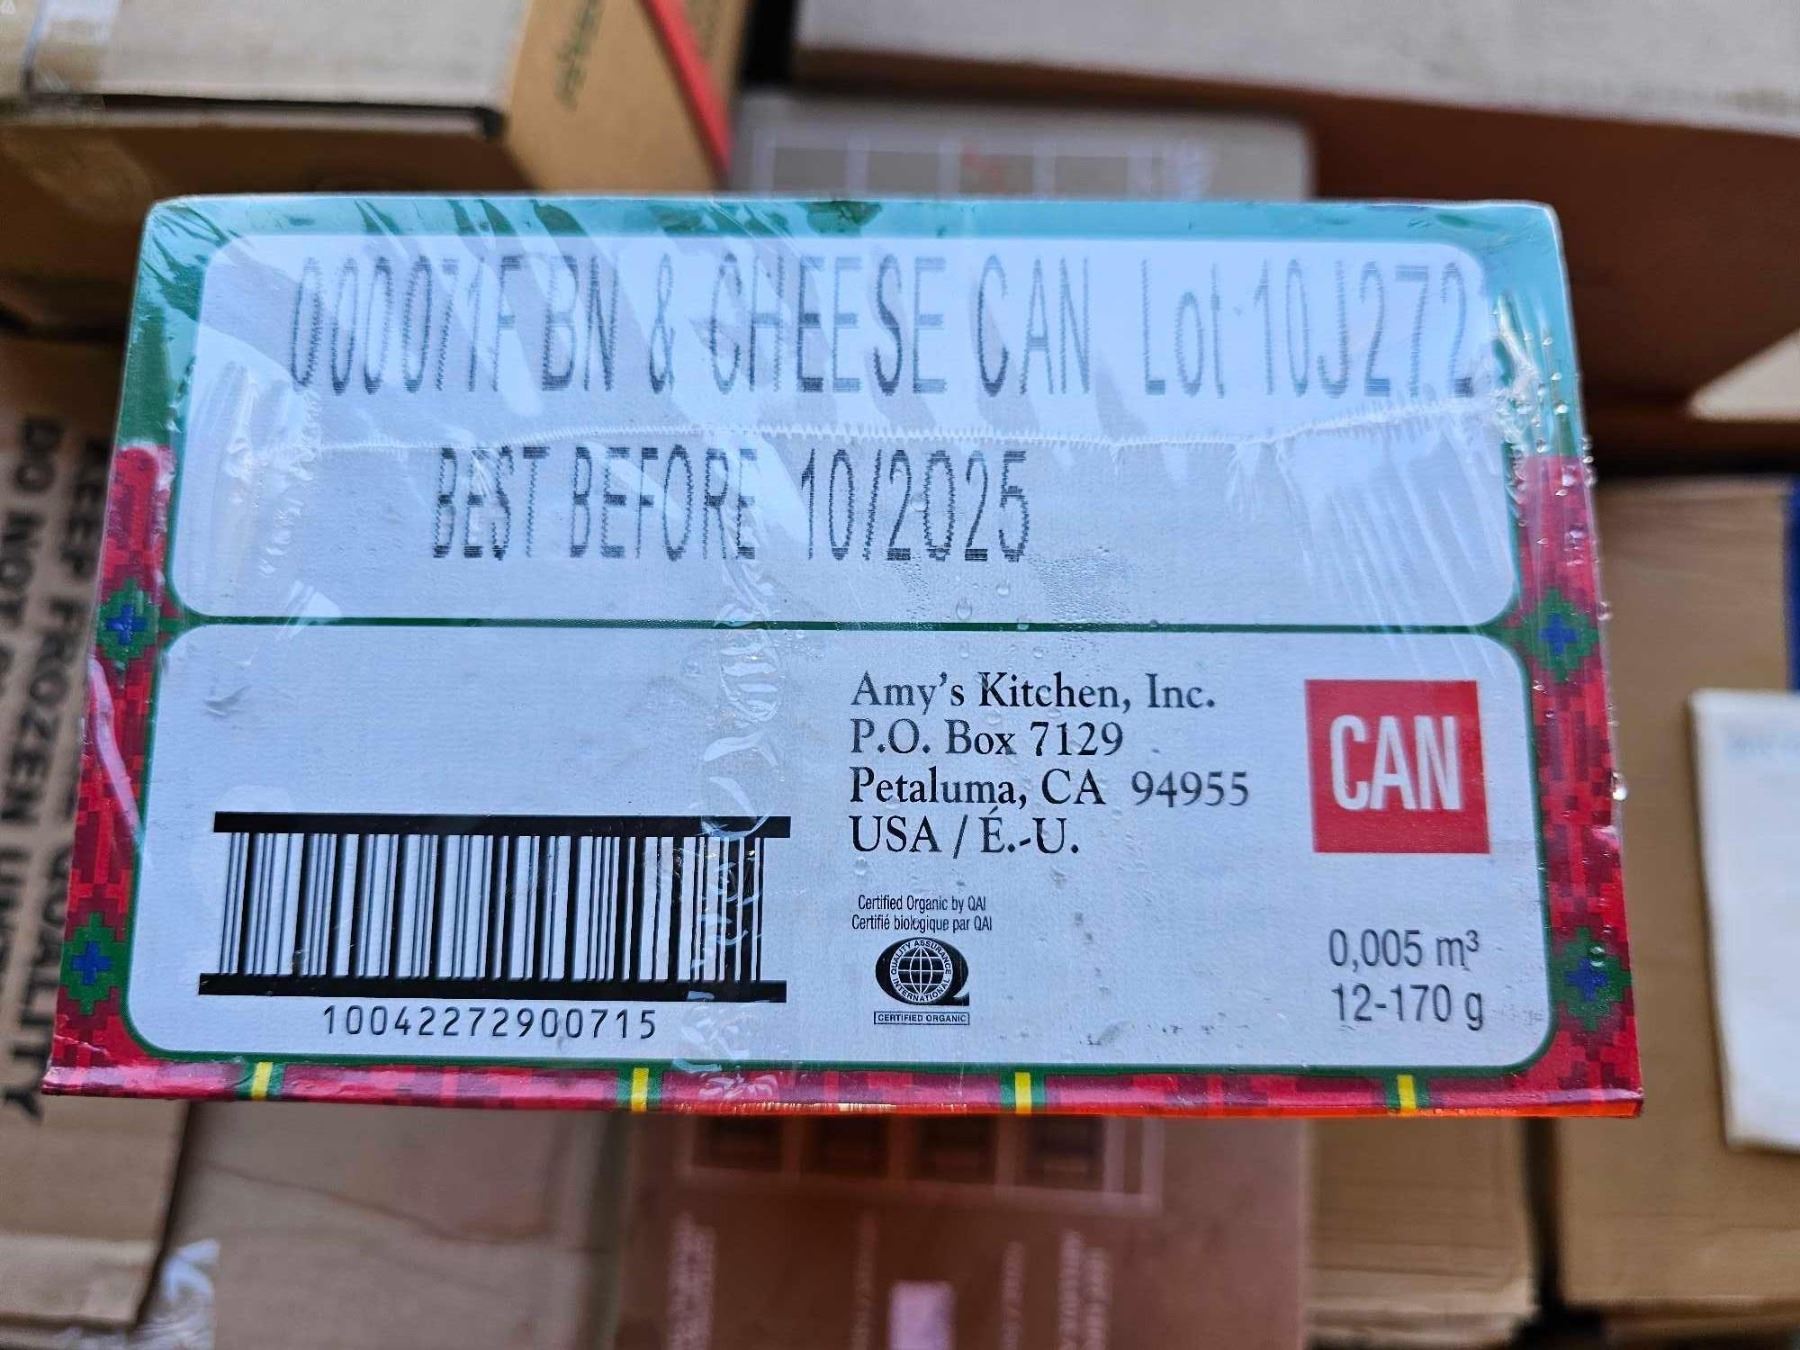 000071F BN & CHEESE CAN Lot 10J272
BEST BEFORE 10/2025
Amy's Kitchen, Inc.
P.O. Box 7129
Petaluma, CA 94955
USA / É.-U.
CAN
Certified Organic by QAI
Certifié biologique par QAI
QUALITY ASSURANCE INTERNATIONAL
CERTIFIED ORGANIC
10042272900715
0,005 m³
12-170 g
KEEP FROZEN
DO NOT
QUALITY